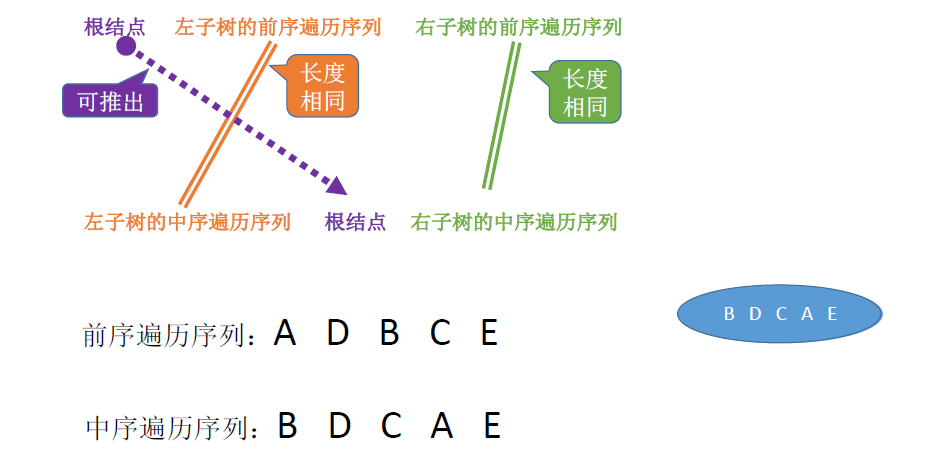 根结点 左子树的前序遍历序列 右子树的前序遍历序列
可推出
长度
相同
长度
相同
左子树的中序遍历序列 根结点 右子树的中序遍历序列
B D C A E
前序遍历序列：A D B C E
中序遍历序列：B D C A E